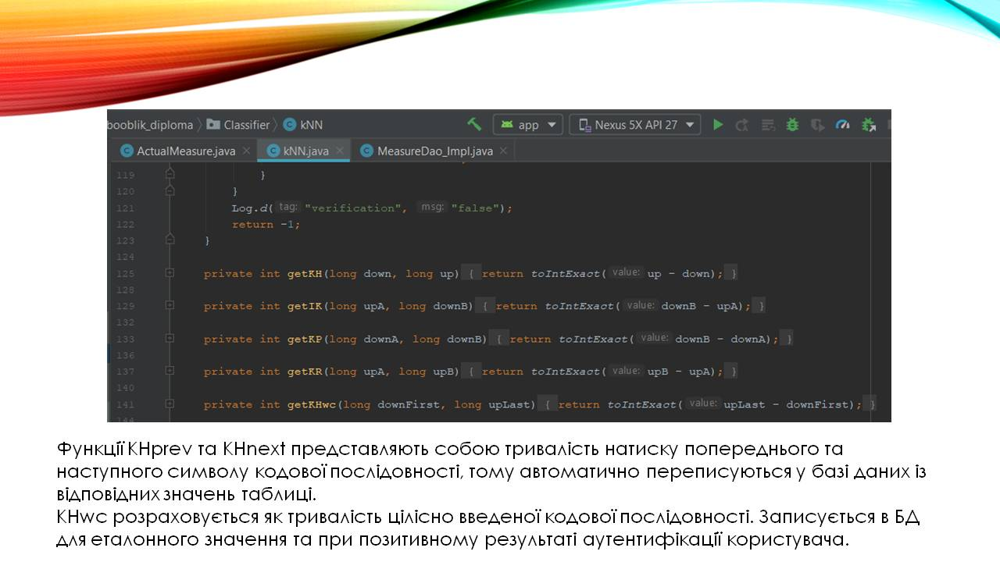 booblik_diploma 〉 Classifier 〉 kNN app Nexus 5X API 27
ActualMeasure.java × kNN.java × MeasureDao_Impl.java ×
119 }
120 }
121 Log.d( tag: "verification", msg: "false");
122 return -1;
123 }
124
125 private int getKH(long down, long up) { return toIntExact( value: up - down); }
128
129 private int getIK(long upA, long downB) { return toIntExact( value: downB - upA); }
132
133 private int getKP(long downA, long downB) { return toIntExact( value: downB - downA); }
136
137 private int getKR(long upA, long upB) { return toIntExact( value: upB - upA); }
140
141 private int getKHwc(long downFirst, long upLast) { return toIntExact( value: upLast - downFirst); }
144
Функції KHprev та KHnext представляють собою тривалість натиску попереднього та
наступного символу кодової послідовності, тому автоматично переписуються у базі даних із
відповідних значень таблиці.
KHwc розраховується як тривалість цілісно введеної кодової послідовності. Записується в БД
для еталонного значення та при позитивному результаті аутентифікації користувача.